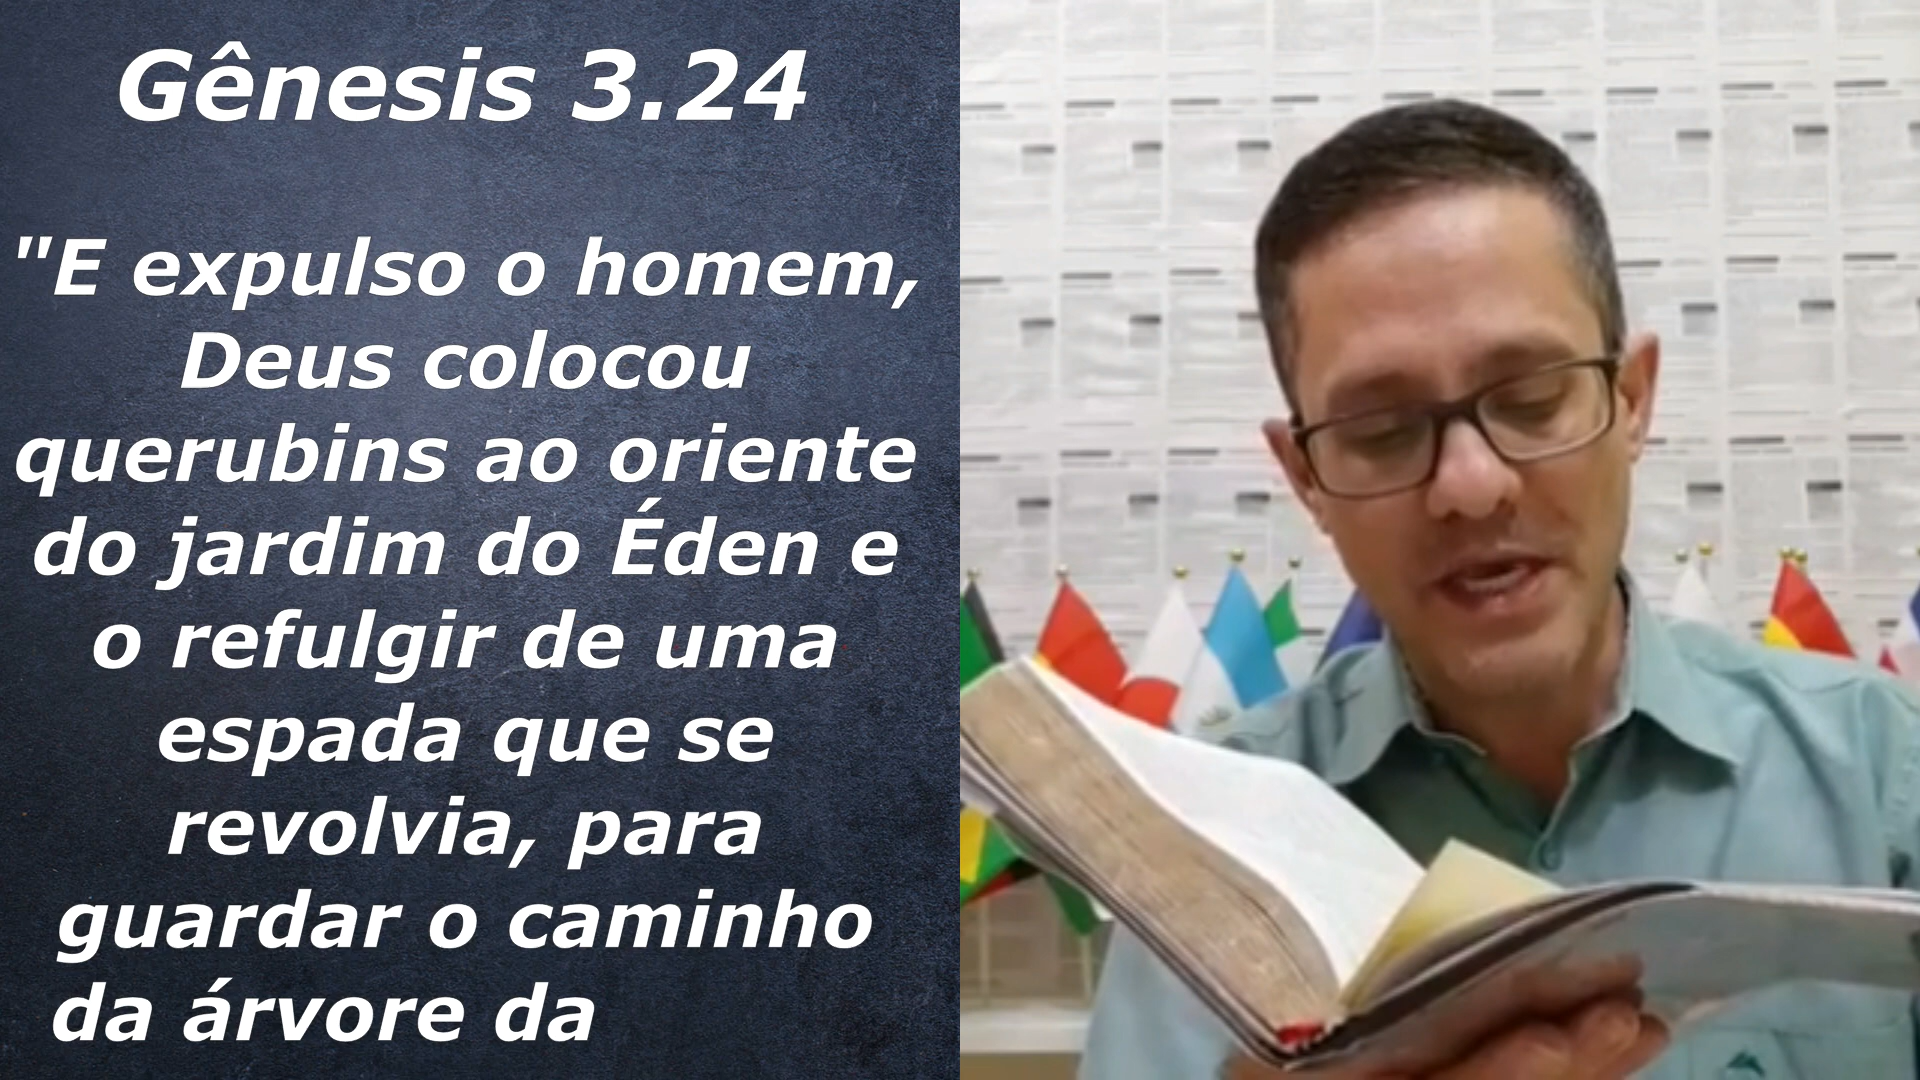 Gênesis 3.24
"E expulso o homem,
Deus colocou
querubins ao oriente
do jardim do Éden e
o refulgir de uma
espada que se
revolvia, para
guardar o caminho
da árvore da